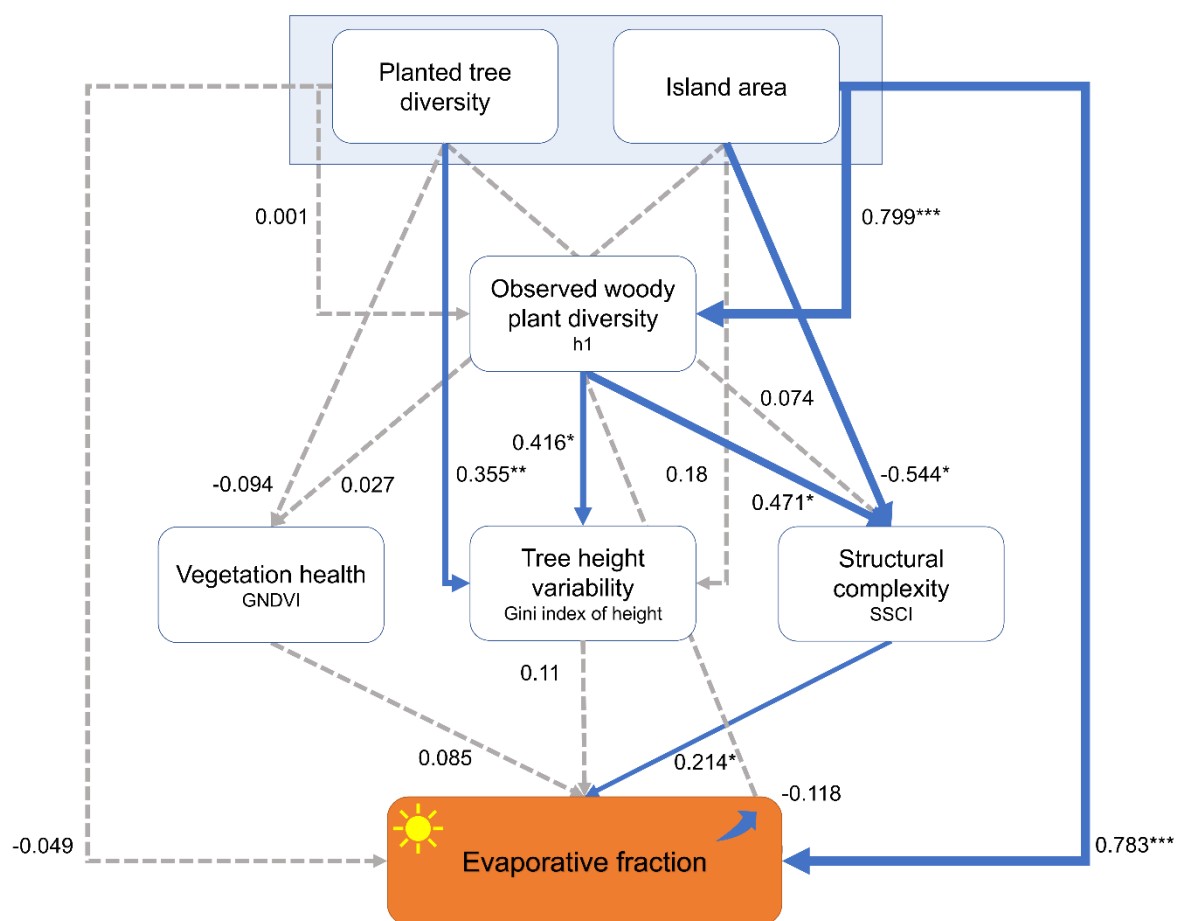 Planted tree
diversity
Island area
0.001
0.799***
Observed woody
plant diversity
h1
0.074
0.416*
0.355**
0.18
-0.094
0.027
-0.544*
0.471*
Vegetation health
GNDVI
Tree height
variability
Gini index of height
Structural
complexity
SSCI
0.11
0.085
0.214*
-0.118
-0.049
Evaporative fraction
0.783***